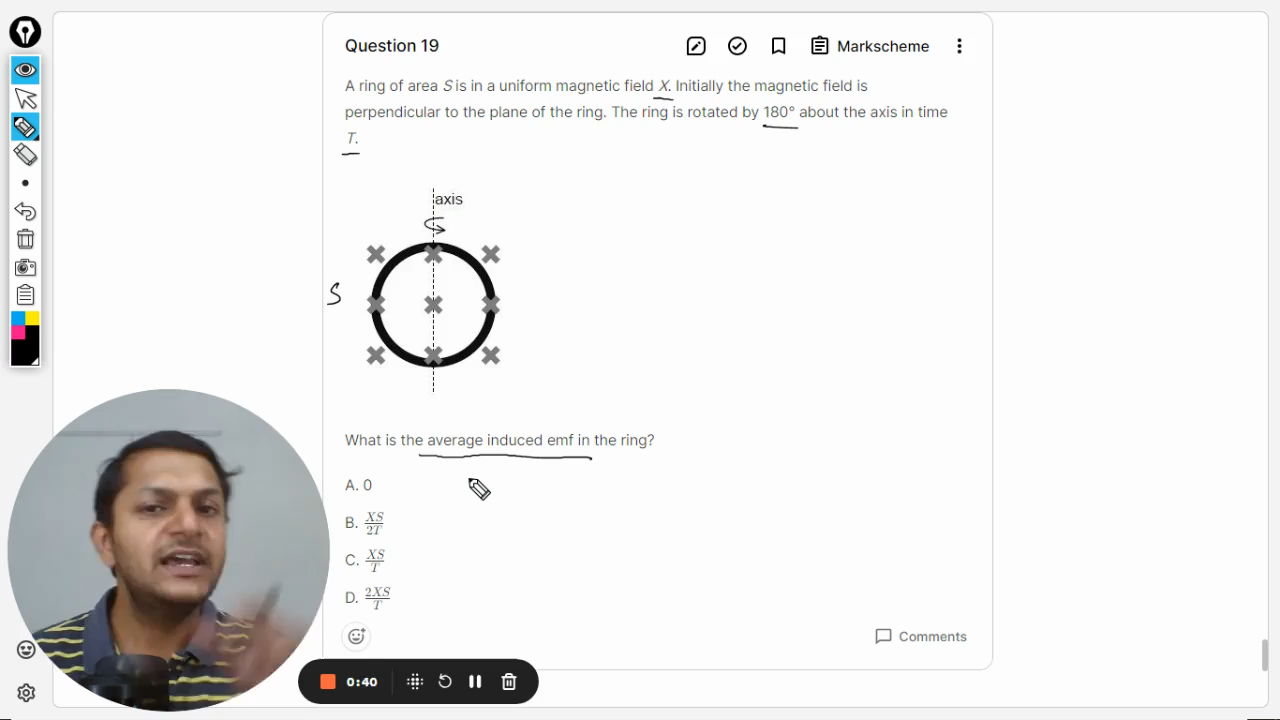 Question 19
Markscheme
A ring of area S is in a uniform magnetic field X. Initially the magnetic field is
perpendicular to the plane of the ring. The ring is rotated by 180° about the axis in time
T.
axis
S
What is the average induced emf in the ring?
A. 0
B. XS/2T
C. XS/T
D. 2XS/T
Comments
0:40